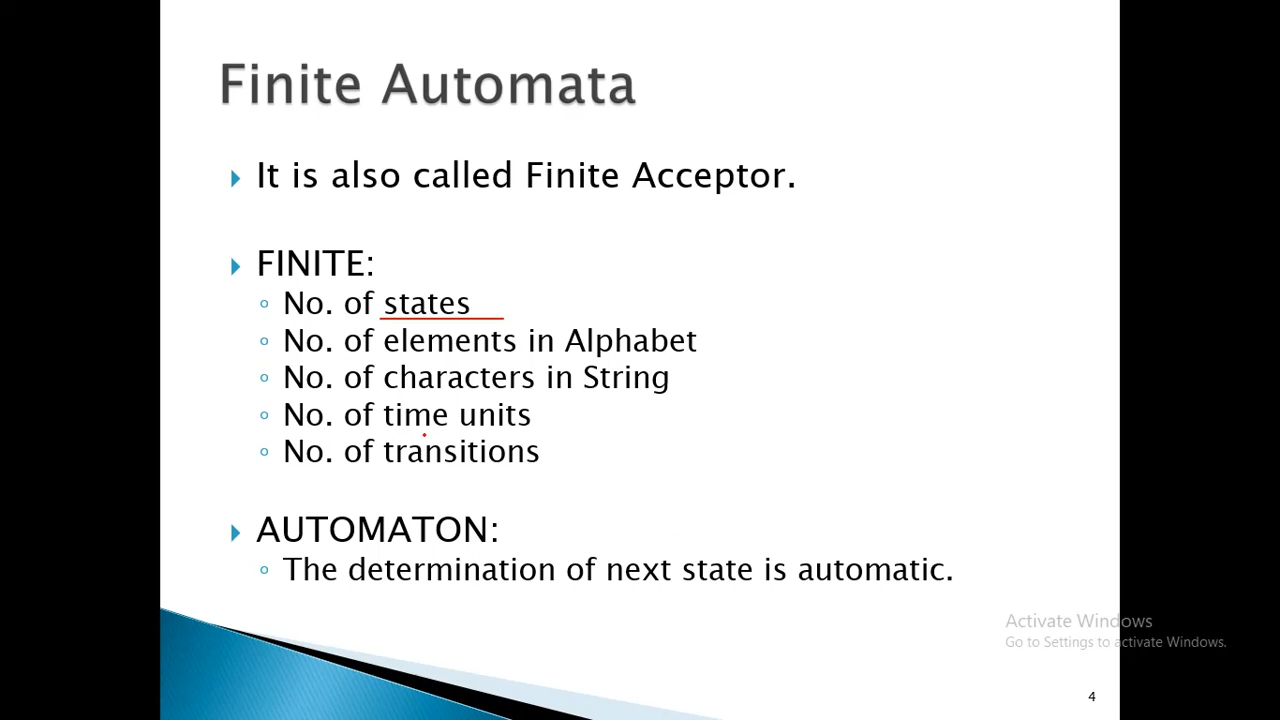 Finite Automata
It is also called Finite Acceptor.
FINITE:
No. of states
No. of elements in Alphabet
No. of characters in String
No. of time units
No. of transitions
AUTOMATON:
The determination of next state is automatic.
Activate Windows
Go to Settings to activate Windows.
4